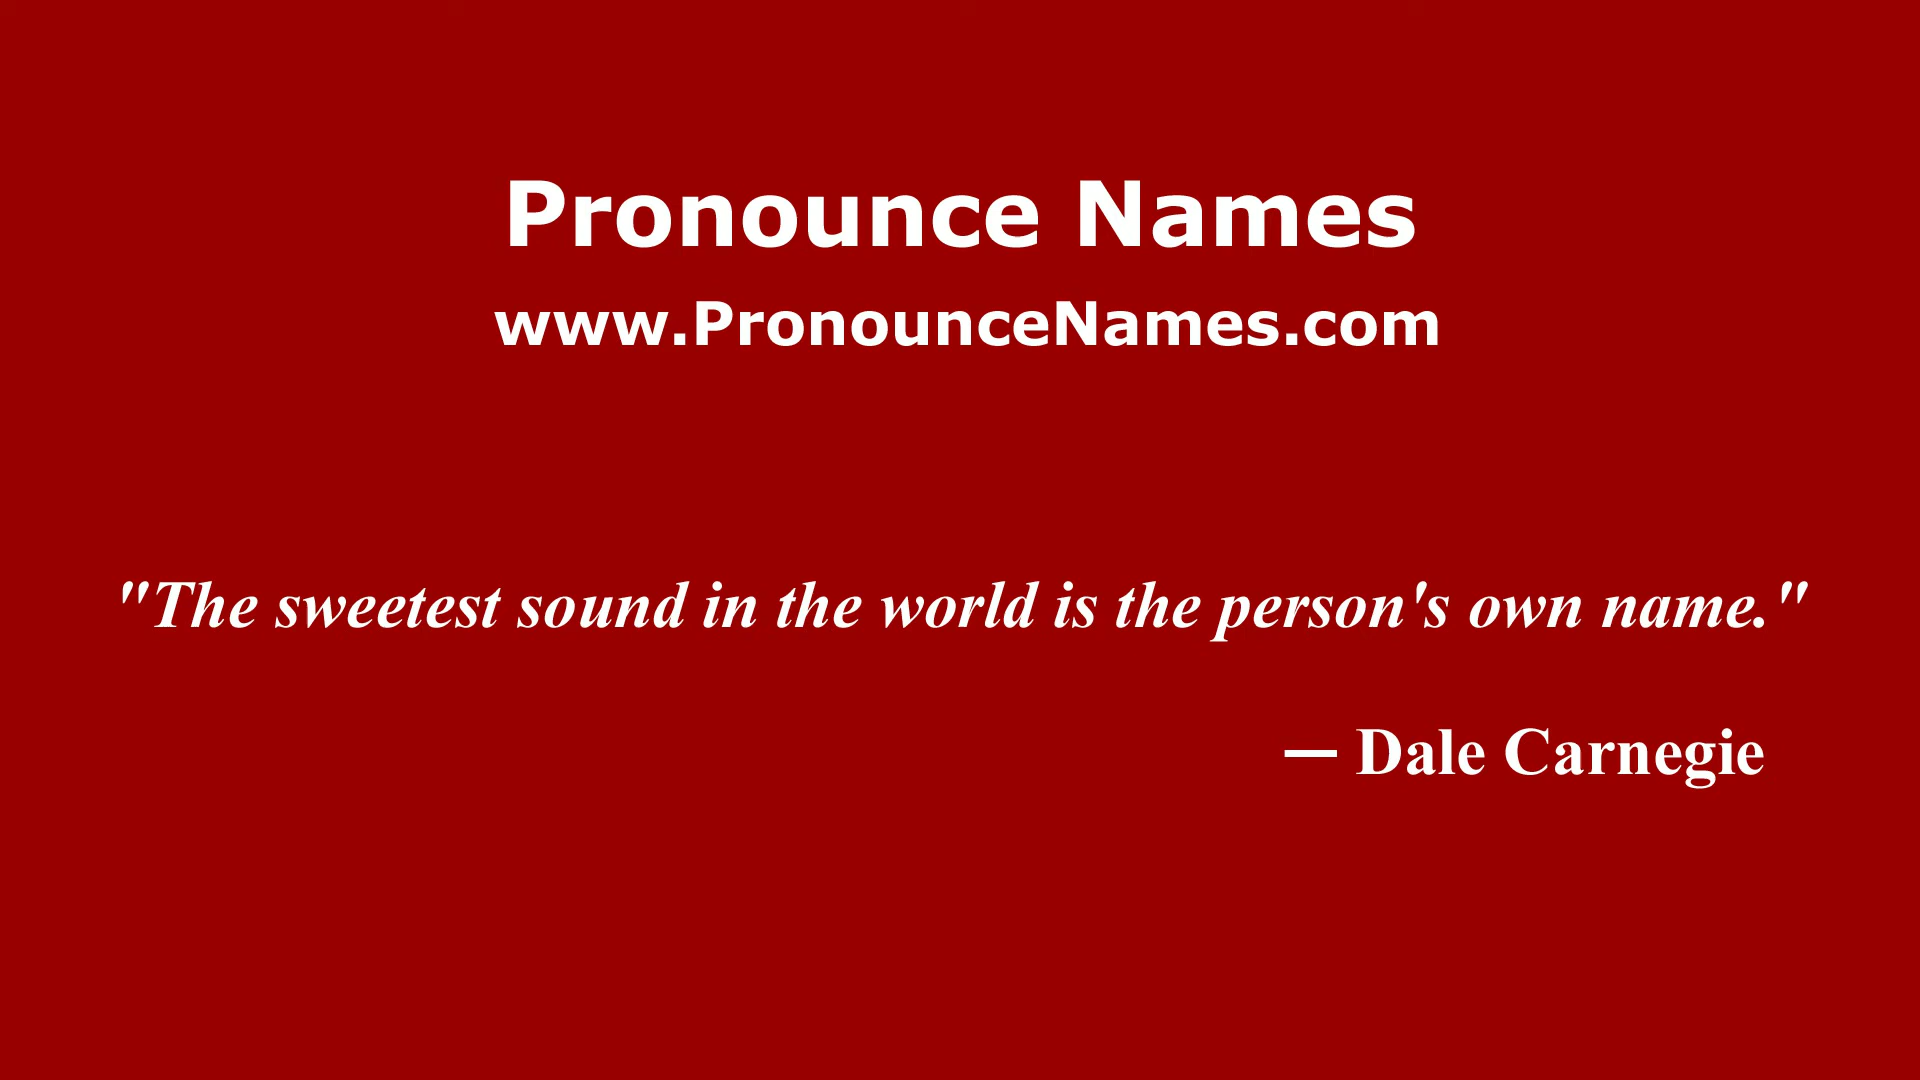 Pronounce Names
www.PronounceNames.com
"The sweetest sound in the world is the person's own name."
— Dale Carnegie